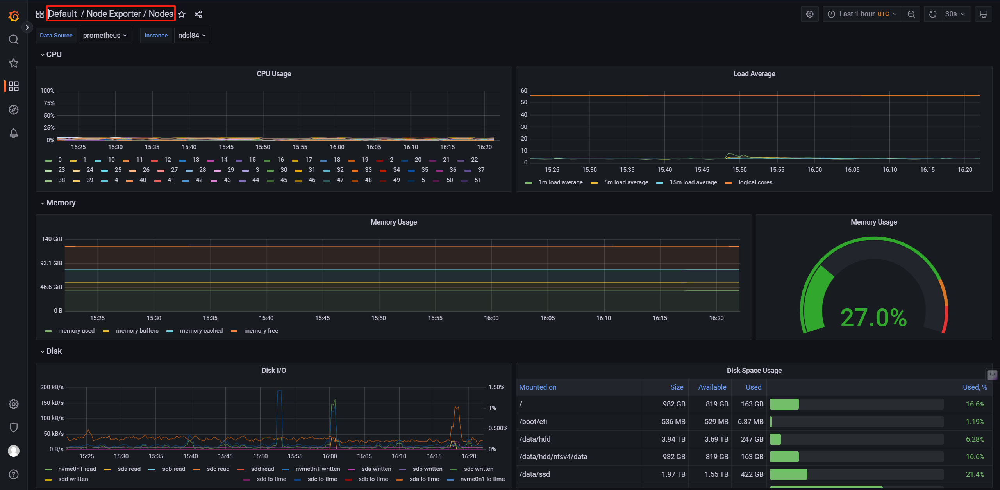 Default / Node Exporter / Nodes
Last 1 hour UTC
30s
Data Source prometheus Instance ndsl84
CPU
CPU Usage
100%
75%
50%
25%
0%
15:25 15:30 15:35 15:40 15:45 15:50 15:55 16:00 16:05 16:10 16:15 16:20
0 1 10 11 12 13 14 15 16 17 18 19 2 20 21 22
23 24 25 26 27 28 29 3 30 31 32 33 34 35 36 37
38 39 4 40 41 42 43 44 45 46 47 48 49 5 50 51
Load Average
60
50
40
30
20
10
0
15:25 15:30 15:35 15:40 15:45 15:50 15:55 16:00 16:05 16:10 16:15 16:20
1m load average 5m load average 15m load average logical cores
Memory
Memory Usage
140 GiB
93.1 GiB
46.6 GiB
0 B
15:25 15:30 15:35 15:40 15:45 15:50 15:55 16:00 16:05 16:10 16:15 16:20
memory used memory buffers memory cached memory free
Memory Usage
27.0%
Disk
Disk I/O
200 kB/s
150 kB/s
100 kB/s
50 kB/s
0 B/s
1.50%
1%
0.500%
0%
15:25 15:30 15:35 15:40 15:45 15:50 15:55 16:00 16:05 16:10 16:15 16:20
nvme0n1 read sda read sdb read sdc read sdd read nvme0n1 written sda written sdb written sdc written
sdd written sdd io time sdc io time sdb io time sda io time nvme0n1 io time
Disk Space Usage
Mounted on Size Available Used Used, %
/ 982 GB 819 GB 163 GB 16.6%
/boot/efi 536 MB 529 MB 6.37 MB 1.19%
/data/hdd 3.94 TB 3.69 TB 247 GB 6.28%
/data/hdd/nfsv4/data 982 GB 819 GB 163 GB 16.6%
/data/ssd 1.97 TB 1.55 TB 422 GB 21.4%